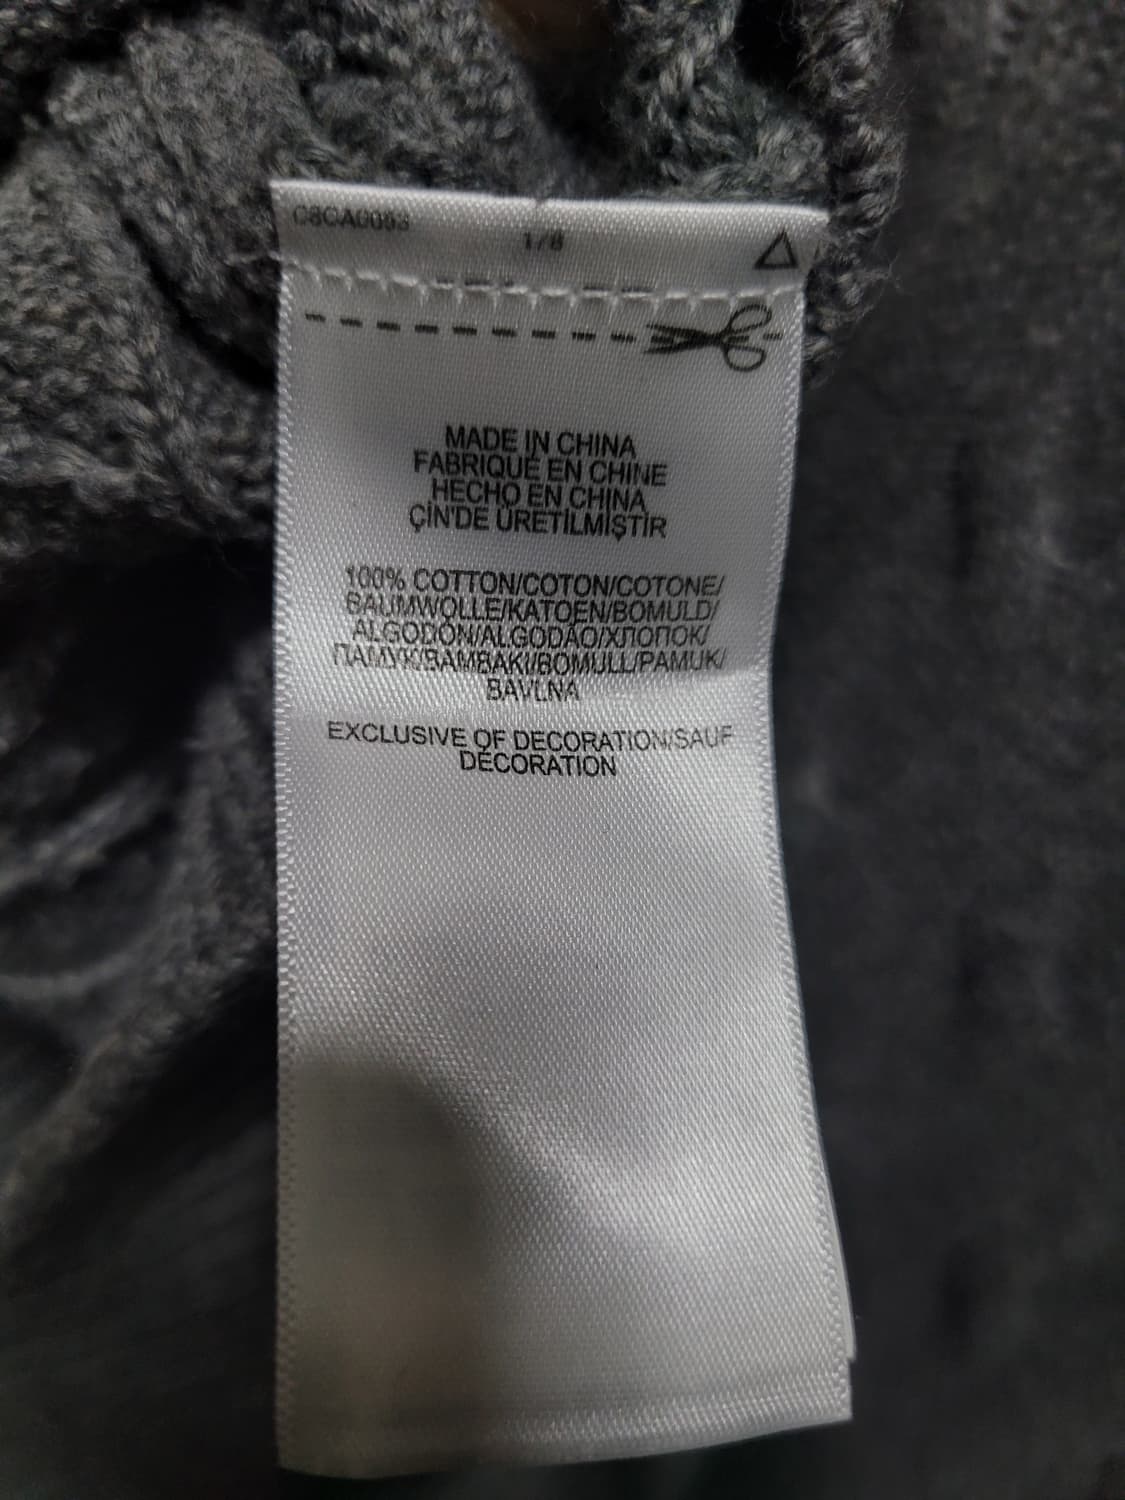 C8CA0053
1/8
MADE IN CHINA
FABRIQUÉ EN CHINE
HECHO EN CHINA
ÇİN'DE ÜRETİLMİŞTİR
100% COTTON/COTON/COTONE/
BAUMWOLLE/KATOEN/BOMULD/
ALGODÓN/ALGODÃO/ХЛОПОК/
ПАМУК/BAMBAKI/BOMULL/PAMUK/
BAVLNA
EXCLUSIVE OF DECORATION/SAUF
DÉCORATION